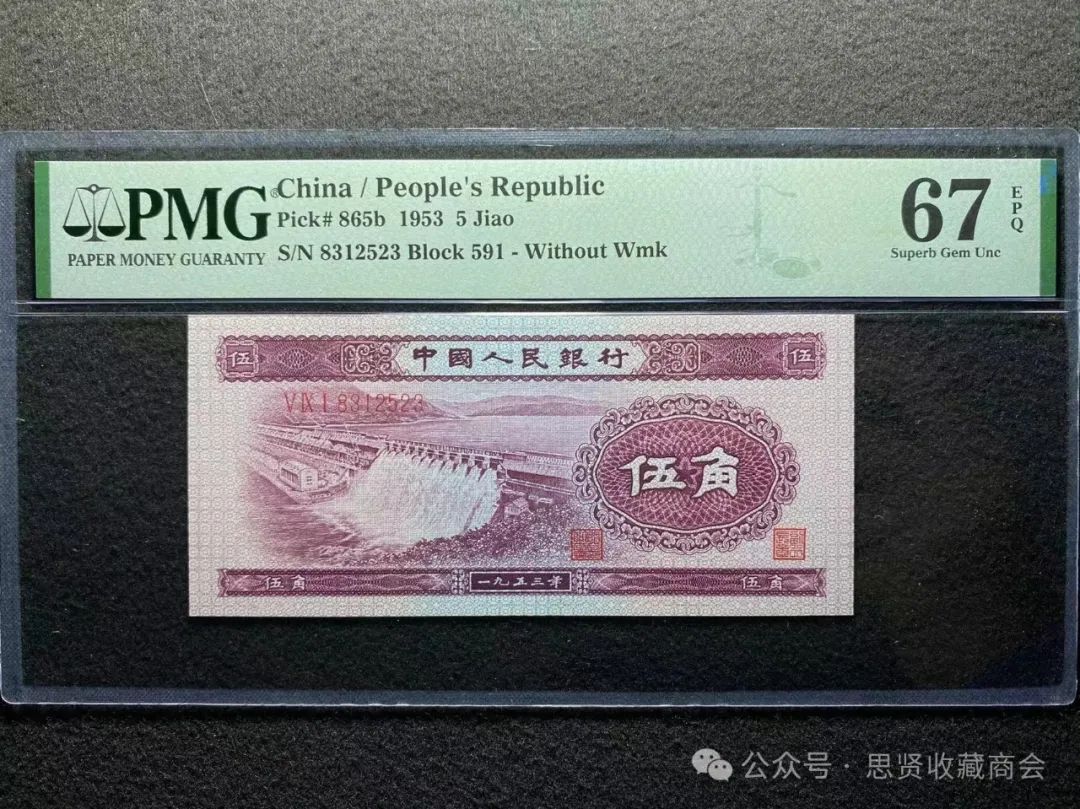 PMG®
PAPER MONEY GUARANTY
China / People's Republic
Pick# 865b 1953 5 Jiao
S/N 8312523 Block 591 - Without Wmk
67
EPQ
Superb Gem Unc
伍 中國人民銀行 伍
VⅨⅠ 8312523
伍角
伍角 一九五三年 伍角
公众号 · 思贤收藏商会